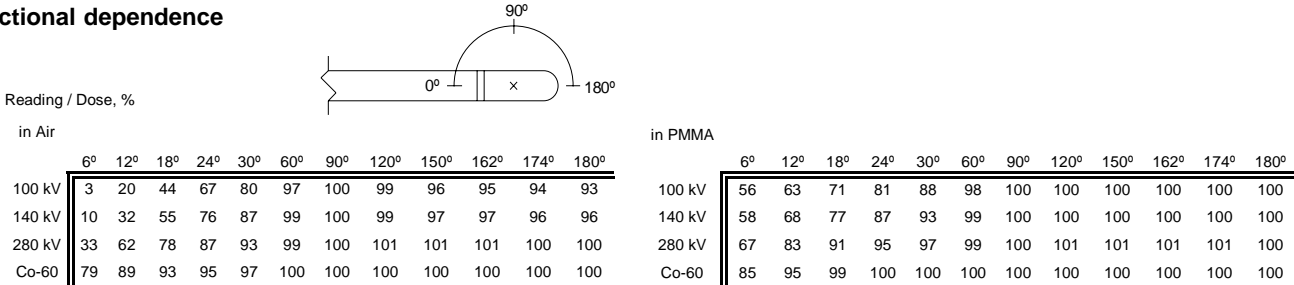 ctional dependence
90º
0º
180º
Reading / Dose, %
in Air
6º 12º 18º 24º 30º 60º 90º 120º 150º 162º 174º 180º
100 kV 3 20 44 67 80 97 100 99 96 95 94 93
140 kV 10 32 55 76 87 99 100 99 97 97 96 96
280 kV 33 62 78 87 93 99 100 101 101 101 100 100
Co-60 79 89 93 95 97 100 100 100 100 100 100 100
in PMMA
6º 12º 18º 24º 30º 60º 90º 120º 150º 162º 174º 180º
100 kV 56 63 71 81 88 98 100 100 100 100 100 100
140 kV 58 68 77 87 93 99 100 100 100 100 100 100
280 kV 67 83 91 95 97 99 100 101 101 101 101 100
Co-60 85 95 99 100 100 100 100 100 100 100 100 100